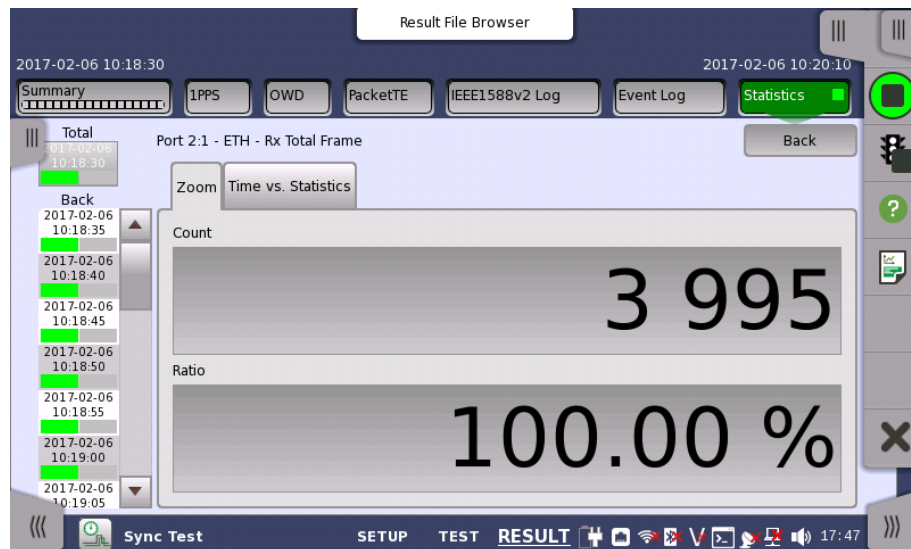 Result File Browser
2017-02-06 10:18:30
2017-02-06 10:20:10
Summary
1PPS
OWD
PacketTE
IEEE1588v2 Log
Event Log
Statistics
Total
2017-02-06
10:18:30
Port 2:1 - ETH - Rx Total Frame
Back
Zoom
Time vs. Statistics
Back
2017-02-06
10:18:35
2017-02-06
10:18:40
2017-02-06
10:18:45
2017-02-06
10:18:50
2017-02-06
10:18:55
2017-02-06
10:19:00
2017-02-06
10:19:05
Count
3 995
Ratio
100.00 %
Sync Test
SETUP
TEST
RESULT
17:47